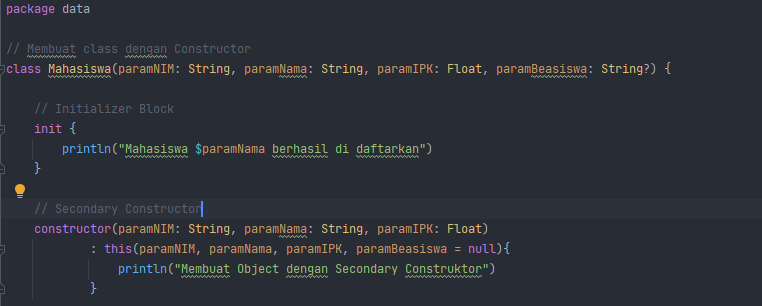 package data
// Membuat class dengan Constructor
class Mahasiswa(paramNIM: String, paramNama: String, paramIPK: Float, paramBeasiswa: String?) {
// Initializer Block
init {
println("Mahasiswa $paramNama berhasil di daftarkan")
}
// Secondary Constructor
constructor(paramNIM: String, paramNama: String, paramIPK: Float)
: this(paramNIM, paramNama, paramIPK, paramBeasiswa = null){
println("Membuat Object dengan Secondary Construktor")
}